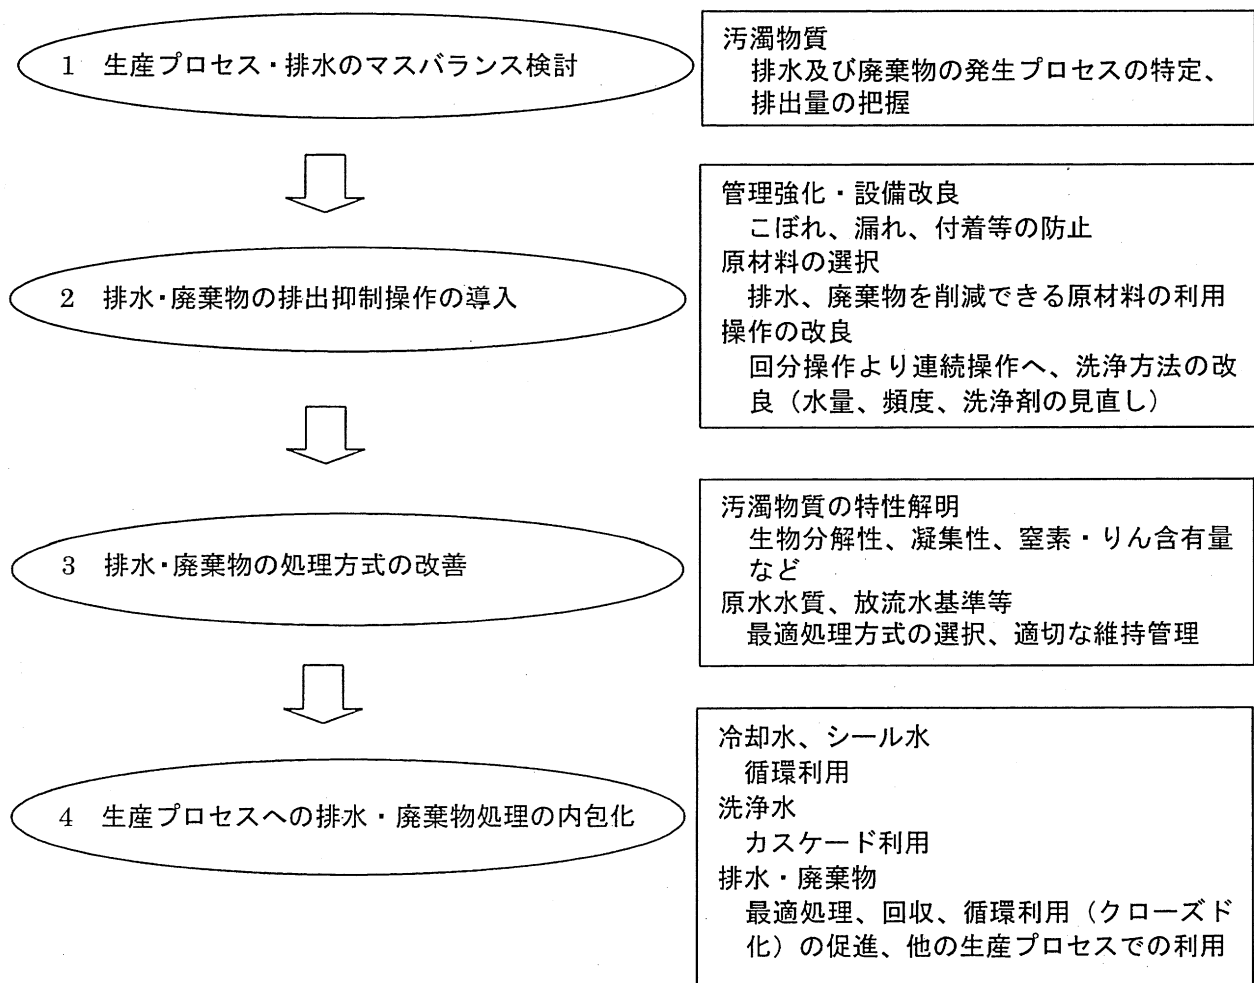 1 生産プロセス・排水のマスバランス検討
汚濁物質
排水及び廃棄物の発生プロセスの特定、
排出量の把握
2 排水・廃棄物の排出抑制操作の導入
管理強化・設備改良
こぼれ、漏れ、付着等の防止
原材料の選択
排水、廃棄物を削減できる原材料の利用
操作の改良
回分操作より連続操作へ、洗浄方法の改
良（水量、頻度、洗浄剤の見直し）
3 排水・廃棄物の処理方式の改善
汚濁物質の特性解明
生物分解性、凝集性、窒素・りん含有量
など
原水水質、放流水基準等
最適処理方式の選択、適切な維持管理
4 生産プロセスへの排水・廃棄物処理の内包化
冷却水、シール水
循環利用
洗浄水
カスケード利用
排水・廃棄物
最適処理、回収、循環利用（クローズド
化）の促進、他の生産プロセスでの利用